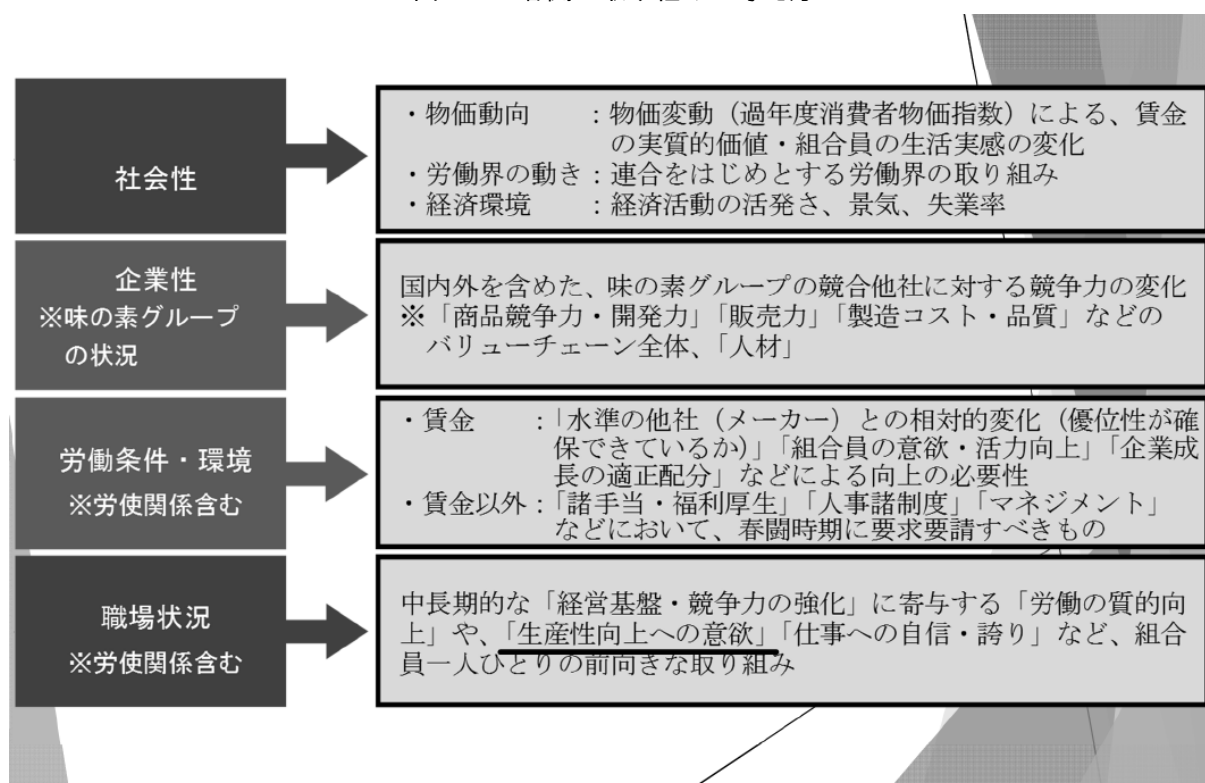 社会性
・物価動向　：物価変動（過年度消費者物価指数）による、賃金
の実質的価値・組合員の生活実感の変化
・労働界の動き：連合をはじめとする労働界の取り組み
・経済環境　：経済活動の活発さ、景気、失業率
企業性
※味の素グループ
の状況
国内外を含めた、味の素グループの競合他社に対する競争力の変化
※「商品競争力・開発力」「販売力」「製造コスト・品質」などの
バリューチェーン全体、「人材」
労働条件・環境
※労使関係含む
・賃金　：「水準の他社（メーカー）との相対的変化（優位性が確
保できているか）」「組合員の意欲・活力向上」「企業成
長の適正配分」などによる向上の必要性
・賃金以外：「諸手当・福利厚生」「人事諸制度」「マネジメント」
などにおいて、春闘時期に要求要請すべきもの
職場状況
※労使関係含む
中長期的な「経営基盤・競争力の強化」に寄与する「労働の質的向
上」や、「生産性向上への意欲」「仕事への自信・誇り」など、組合
員一人ひとりの前向きな取り組み